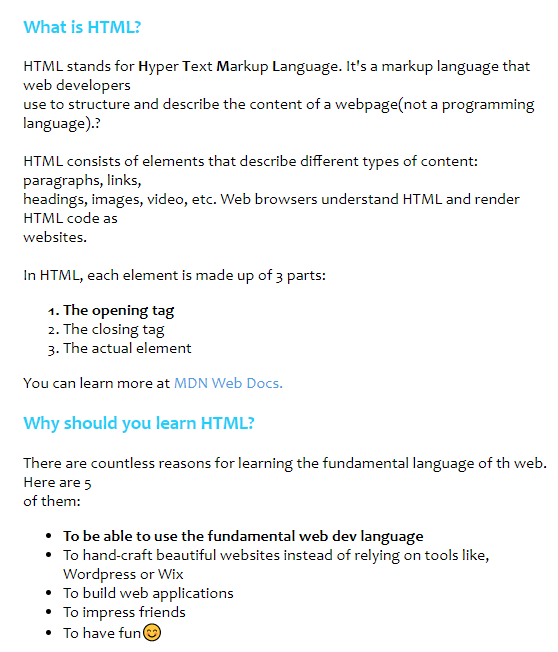 What is HTML?
HTML stands for Hyper Text Markup Language. It's a markup language that
web developers
use to structure and describe the content of a webpage(not a programming
language).?
HTML consists of elements that describe different types of content:
paragraphs, links,
headings, images, video, etc. Web browsers understand HTML and render
HTML code as
websites.
In HTML, each element is made up of 3 parts:
1. The opening tag
2. The closing tag
3. The actual element
You can learn more at MDN Web Docs.
Why should you learn HTML?
There are countless reasons for learning the fundamental language of th web.
Here are 5
of them:
• To be able to use the fundamental web dev language
• To hand-craft beautiful websites instead of relying on tools like,
Wordpress or Wix
• To build web applications
• To impress friends
• To have fun😊